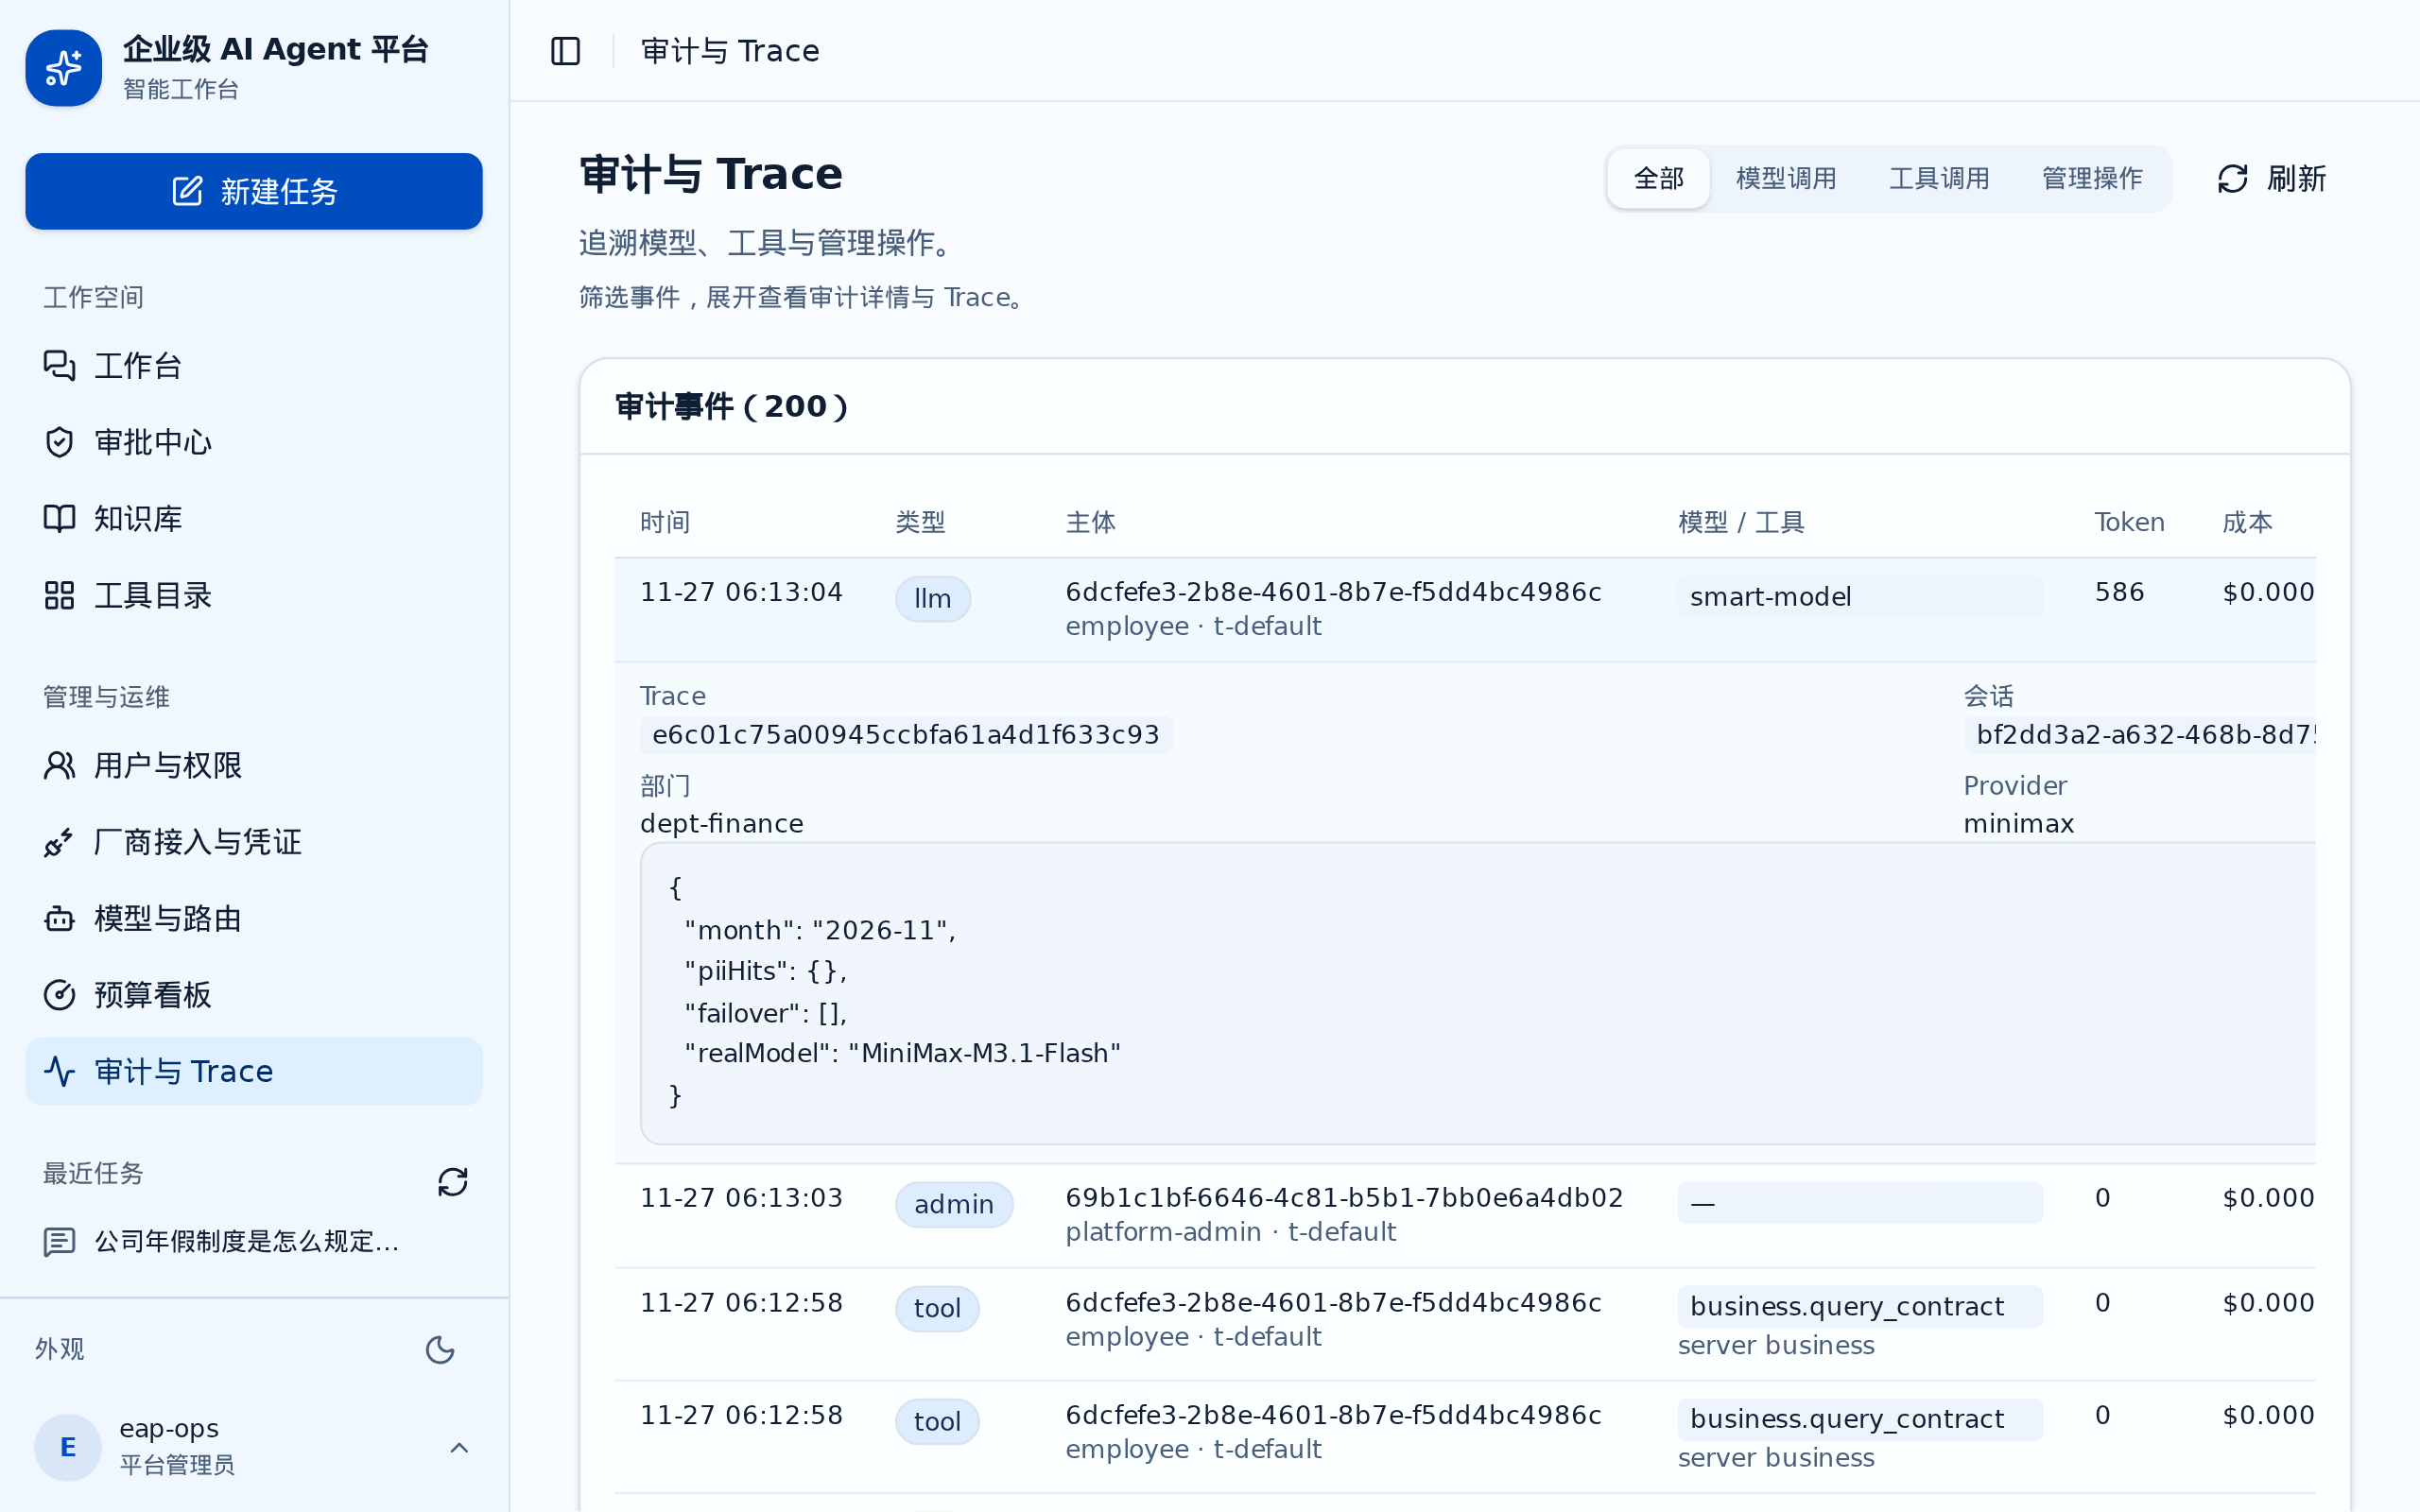 企业级 AI Agent 平台
智能工作台
新建任务
工作空间
工作台
审批中心
知识库
工具目录
管理与运维
用户与权限
厂商接入与凭证
模型与路由
预算看板
审计与 Trace
最近任务
公司年假制度是怎么规定...
外观
E
eap-ops
平台管理员
审计与 Trace
审计与 Trace
全部 模型调用 工具调用 管理操作 刷新
追溯模型、工具与管理操作。
筛选事件，展开查看审计详情与 Trace。
审计事件（200）
时间 类型 主体 模型 / 工具 Token 成本
11-27 06:13:04 llm 6dcfefe3-2b8e-4601-8b7e-f5dd4bc4986c smart-model 586 $0.000
employee · t-default
Trace 会话
e6c01c75a00945ccbfa61a4d1f633c93 bf2dd3a2-a632-468b-8d75
部门 Provider
dept-finance minimax
{
"month": "2026-11",
"piiHits": {},
"failover": [],
"realModel": "MiniMax-M3.1-Flash"
}
11-27 06:13:03 admin 69b1c1bf-6646-4c81-b5b1-7bb0e6a4db02 — 0 $0.000
platform-admin · t-default
11-27 06:12:58 tool 6dcfefe3-2b8e-4601-8b7e-f5dd4bc4986c business.query_contract 0 $0.000
employee · t-default server business
11-27 06:12:58 tool 6dcfefe3-2b8e-4601-8b7e-f5dd4bc4986c business.query_contract 0 $0.000
employee · t-default server business